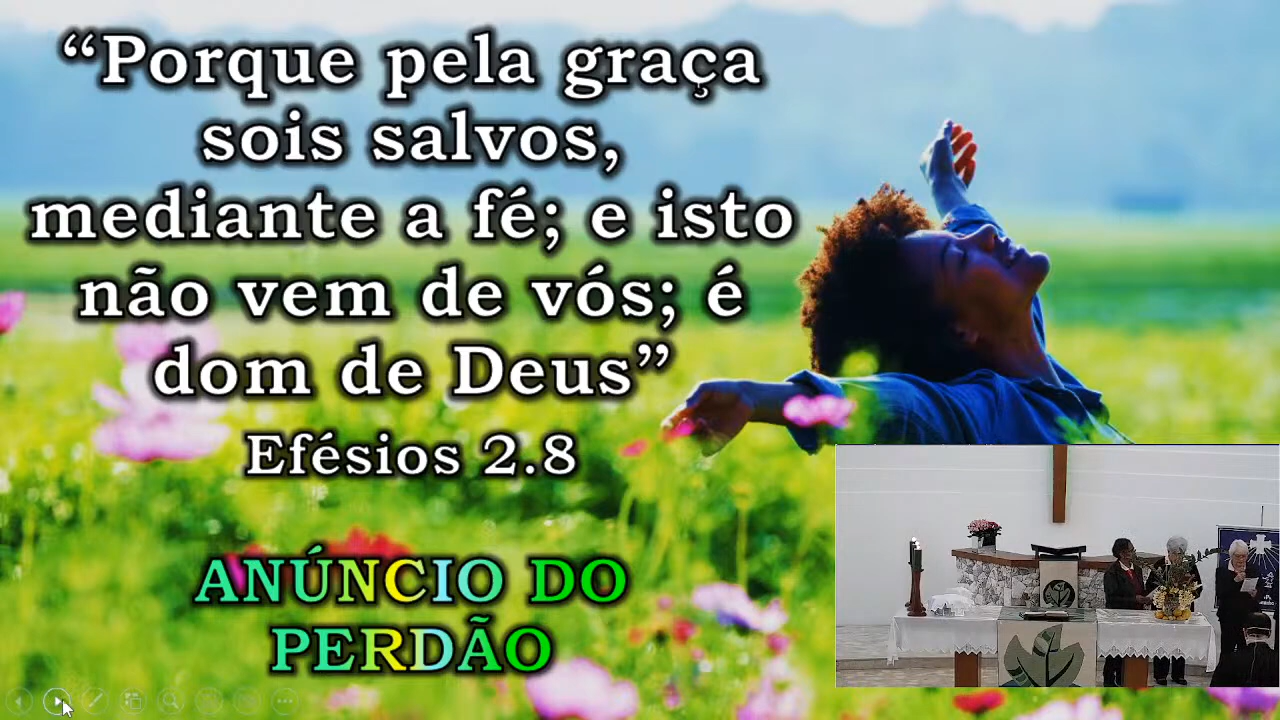 “Porque pela graça
sois salvos,
mediante a fé; e isto
não vem de vós; é
dom de Deus”
Efésios 2.8
ANÚNCIO DO
PERDÃO